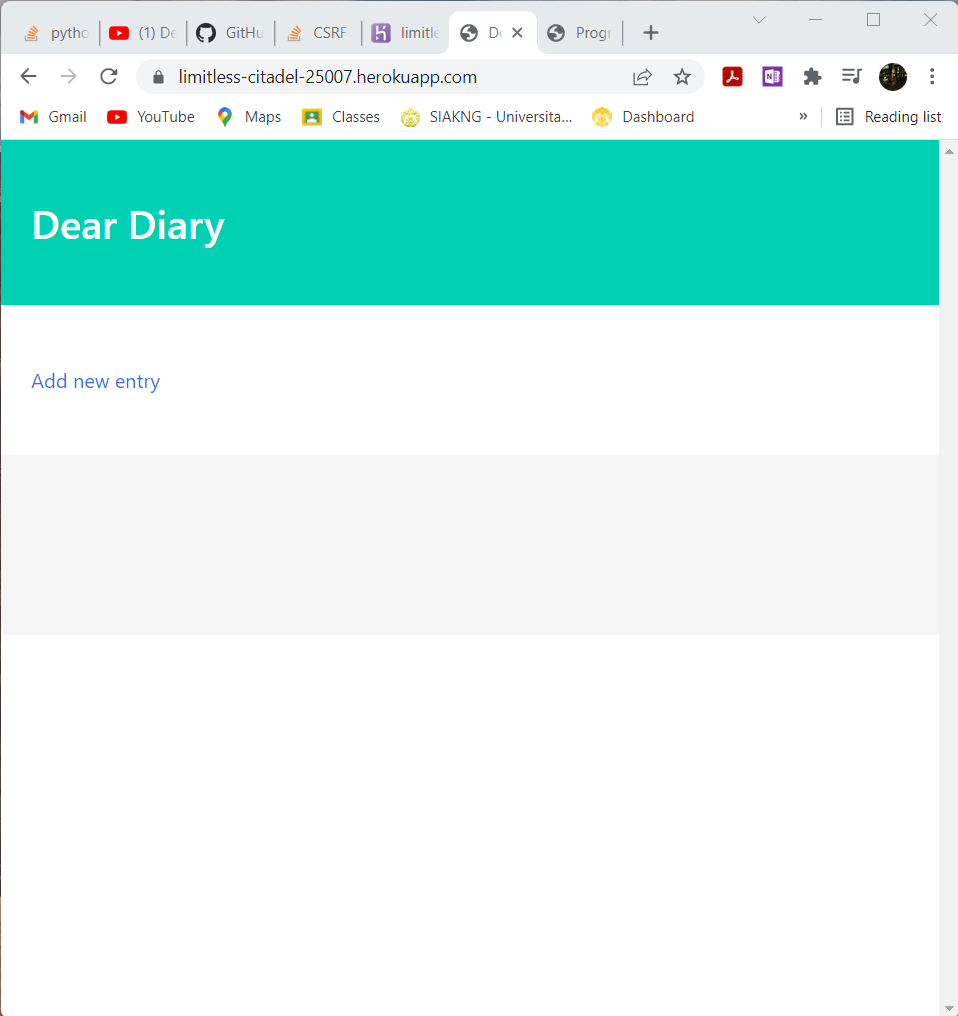 pytho (1) De GitHu CSRF limitle De Progr
limitless-citadel-25007.herokuapp.com
Gmail YouTube Maps Classes SIAKNG - Universita... Dashboard » Reading list
Dear Diary
Add new entry